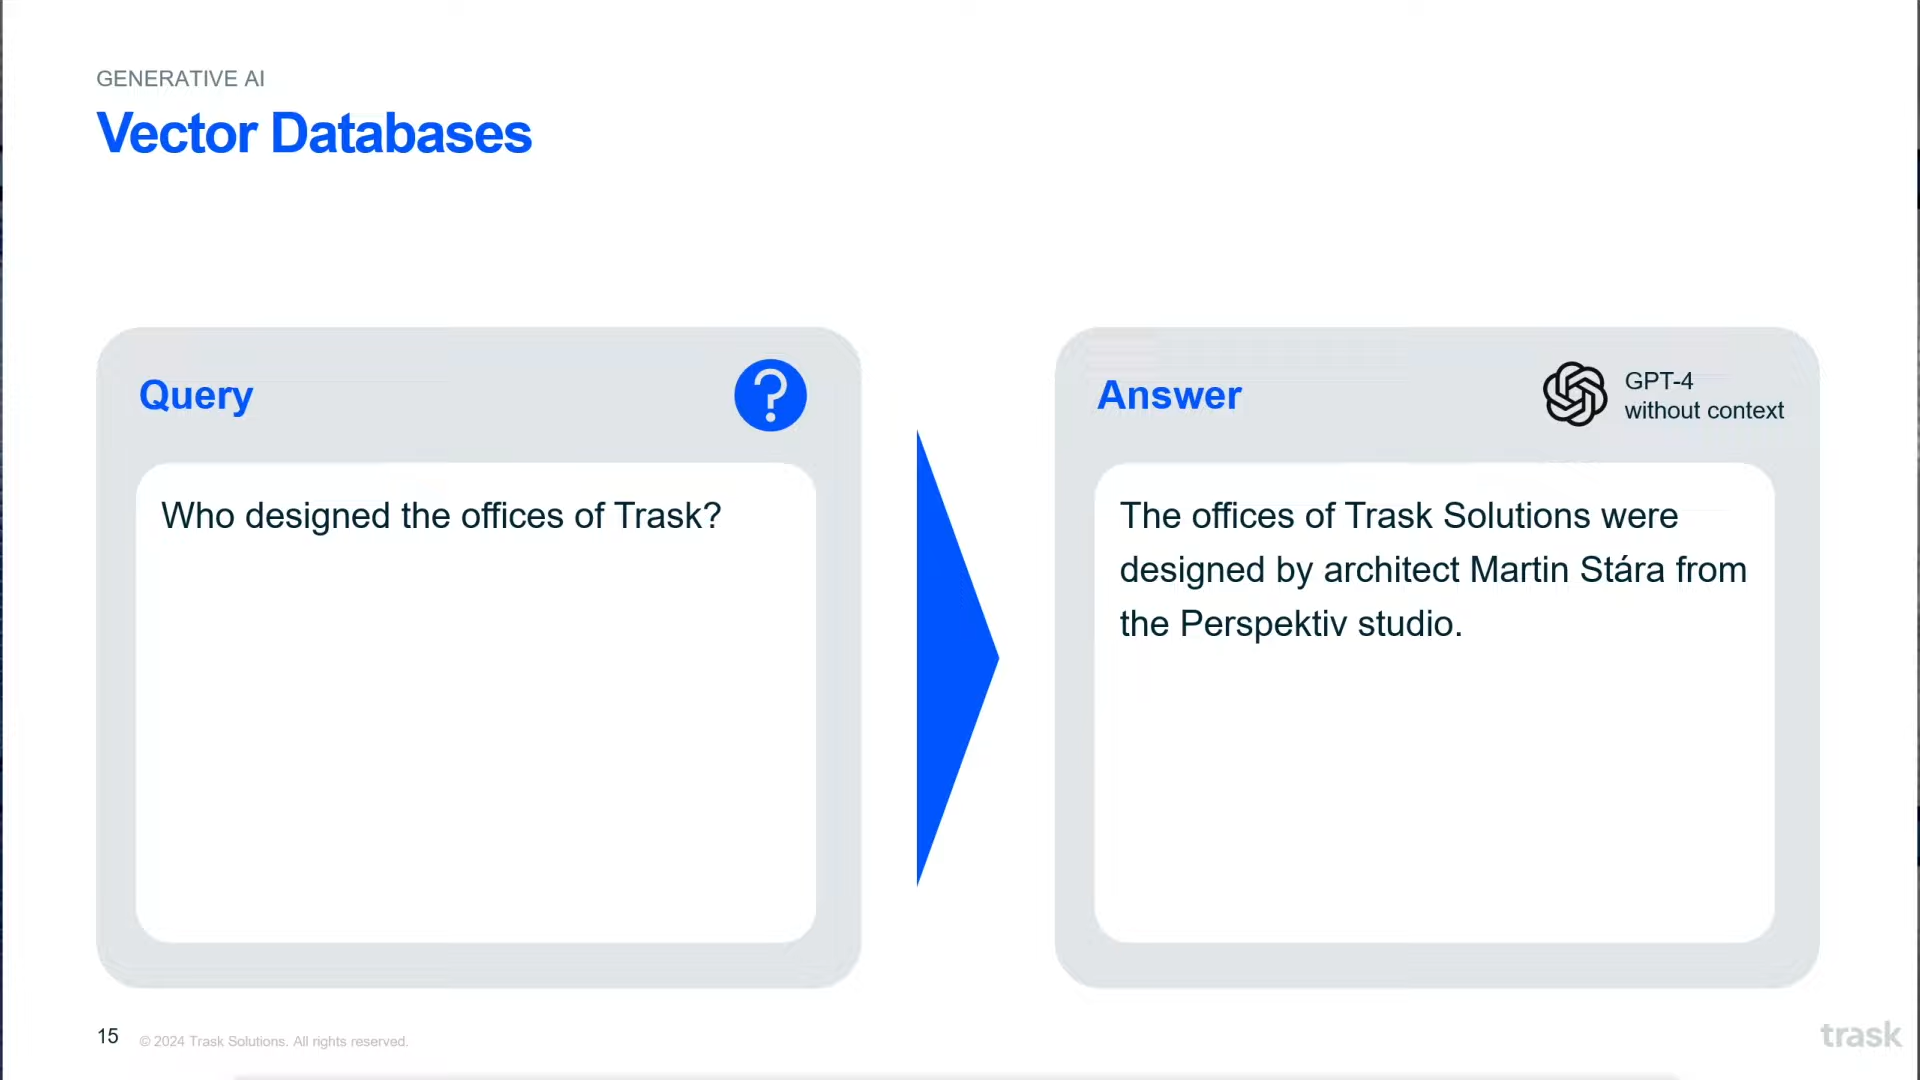 GENERATIVE AI
Vector Databases
Query
Who designed the offices of Trask?
Answer
GPT-4
without context
The offices of Trask Solutions were
designed by architect Martin Stára from
the Perspektiv studio.
15 © 2024 Trask Solutions. All rights reserved.
trask